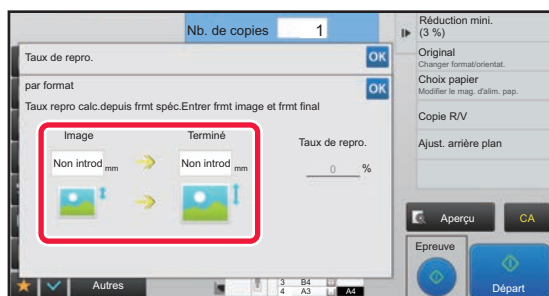 Nb. de copies 1
Taux de repro. OK
par format OK
Taux repro calc.depuis frmt spéc.Entrer frmt image et frmt final
Image Terminé
Taux de repro.
Non introd mm Non introd mm
0 %
Réduction mini.
(3 %)
Original
Changer format/orientat.
Choix papier
Modifier le mag. d'alim. pap.
Copie R/V
Ajust. arrière plan
Aperçu CA
Epreuve
Départ
Autres
3 B4
4 A3 A4